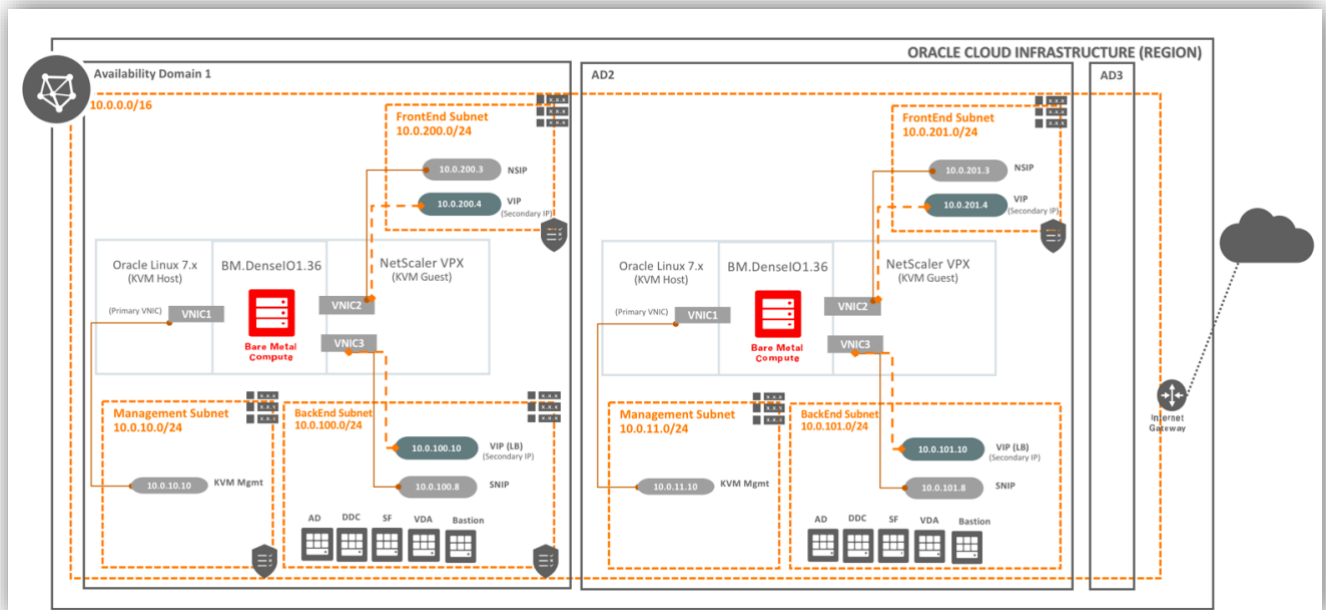 ORACLE CLOUD INFRASTRUCTURE (REGION)
Availability Domain 1
10.0.0.0/16
FrontEnd Subnet
10.0.200.0/24
10.0.200.3
NSIP
10.0.200.4
VIP
(Secondary IP)
Oracle Linux 7.x
(KVM Host)
BM.DenseIO1.36
NetScaler VPX
(KVM Guest)
(Primary VNIC)
VNIC1
VNIC2
VNIC3
Bare Metal
Compute
Management Subnet
10.0.10.0/24
10.0.10.10
KVM Mgmt
BackEnd Subnet
10.0.100.0/24
10.0.100.10
VIP (LB)
(Secondary IP)
10.0.100.8
SNIP
AD
DDC
SF
VDA
Bastion
AD2
FrontEnd Subnet
10.0.201.0/24
10.0.201.3
NSIP
10.0.201.4
VIP
(Secondary IP)
Oracle Linux 7.x
(KVM Host)
BM.DenseIO1.36
NetScaler VPX
(KVM Guest)
(Primary VNIC)
VNIC1
VNIC2
VNIC3
Bare Metal
Compute
Management Subnet
10.0.11.0/24
10.0.11.10
KVM Mgmt
BackEnd Subnet
10.0.101.0/24
10.0.101.10
VIP (LB)
(Secondary IP)
10.0.101.8
SNIP
AD
DDC
SF
VDA
Bastion
AD3
Internet
Gateway